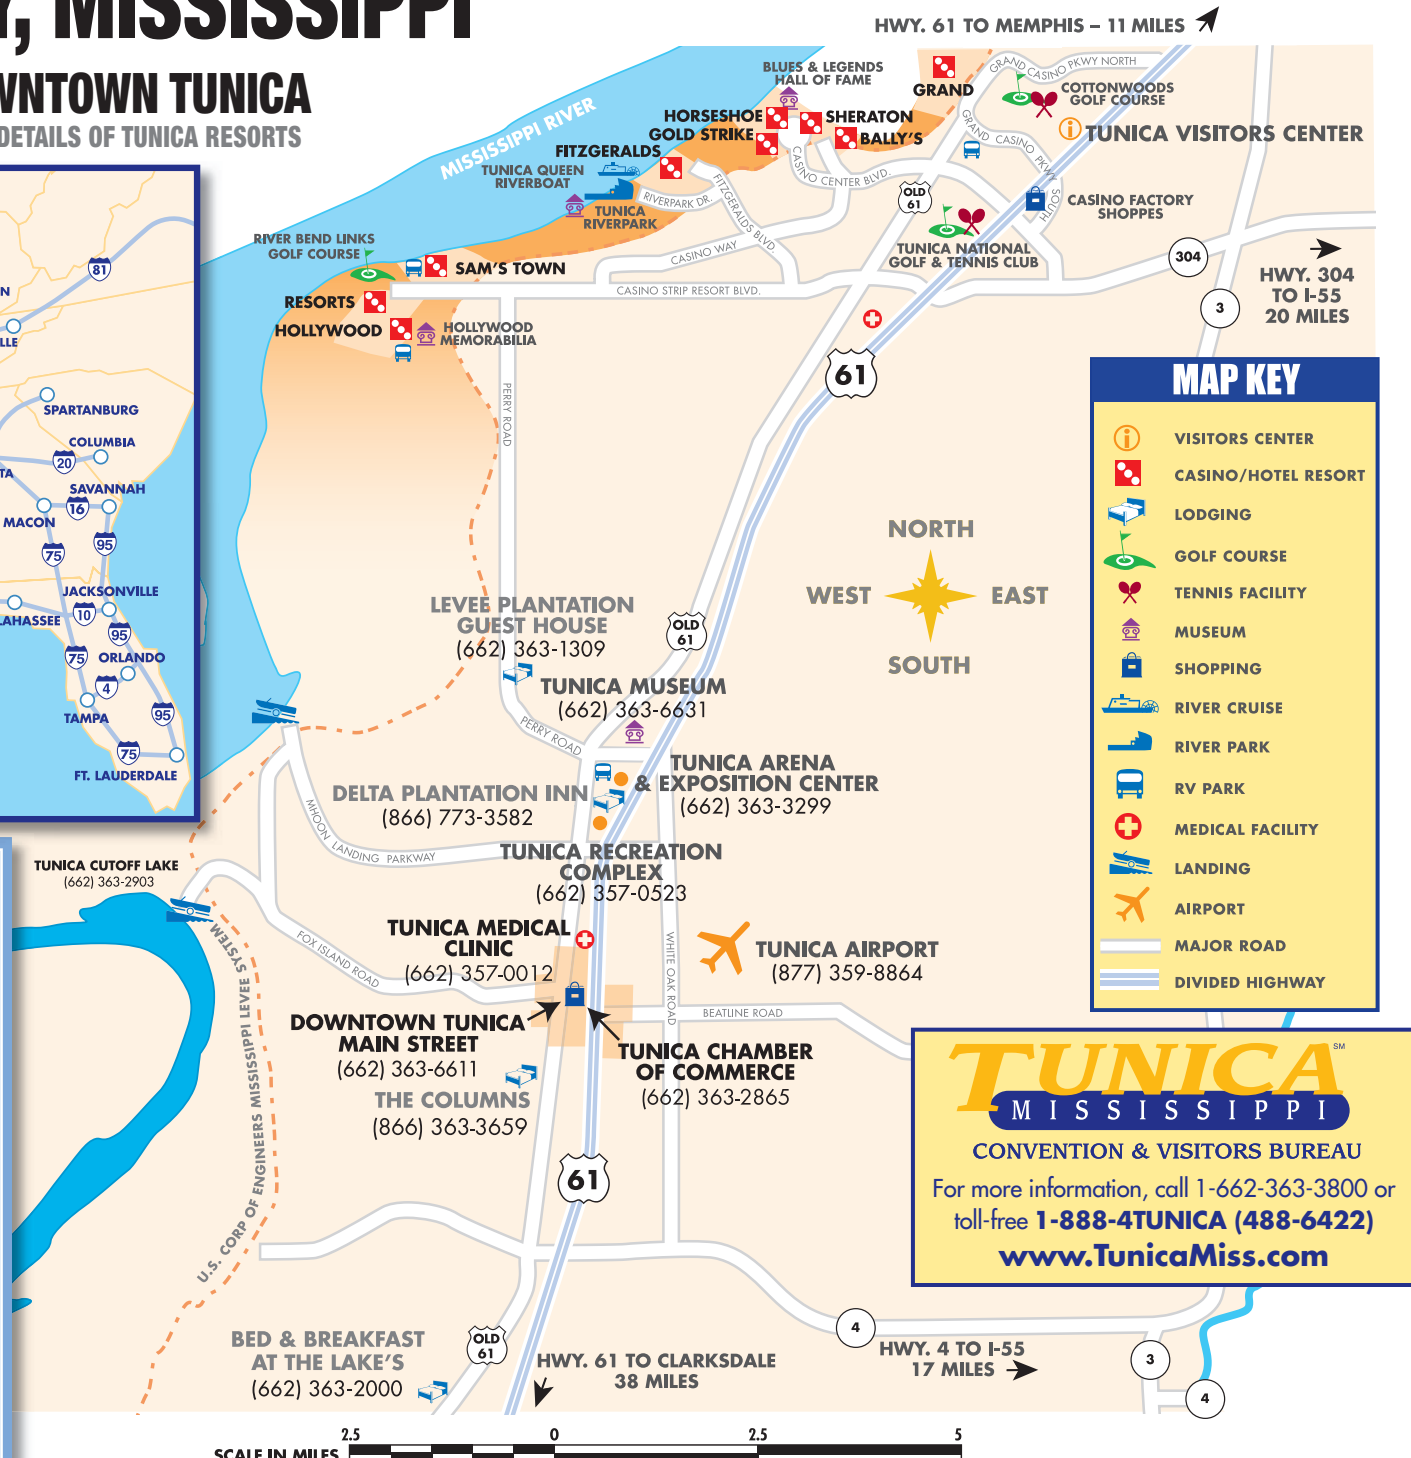 Y, MISSISSIPPI
WNTOWN TUNICA
DETAILS OF TUNICA RESORTS
HWY. 61 TO MEMPHIS – 11 MILES
MISSISSIPPI RIVER
BLUES & LEGENDS
HALL OF FAME
GRAND
GRAND CASINO PKWY NORTH
COTTONWOODS
GOLF COURSE
TUNICA VISITORS CENTER
HORSESHOE
SHERATON
GOLD STRIKE
BALLY'S
GRAND CASINO PKWY SOUTH
FITZGERALDS
TUNICA QUEEN
RIVERBOAT
TUNICA
RIVERPARK
RIVERPARK DR.
FITZGERALDS BLVD.
CASINO CENTER BLVD.
OLD
61
CASINO FACTORY
SHOPPES
TUNICA NATIONAL
GOLF & TENNIS CLUB
CASINO WAY
CASINO STRIP RESORT BLVD.
RIVER BEND LINKS
GOLF COURSE
SAM'S TOWN
RESORTS
HOLLYWOOD
HOLLYWOOD
MEMORABILIA
304
3
HWY. 304
TO I-55
20 MILES
61
PERRY ROAD
81
N
LLE
SPARTANBURG
COLUMBIA
20
TA
SAVANNAH
16
MACON
95
75
JACKSONVILLE
10
LAHASSEE
95
75
ORLANDO
4
TAMPA
95
75
FT. LAUDERDALE
MAP KEY
VISITORS CENTER
CASINO/HOTEL RESORT
LODGING
GOLF COURSE
TENNIS FACILITY
MUSEUM
SHOPPING
RIVER CRUISE
RIVER PARK
RV PARK
MEDICAL FACILITY
LANDING
AIRPORT
MAJOR ROAD
DIVIDED HIGHWAY
NORTH
WEST
EAST
SOUTH
LEVEE PLANTATION
GUEST HOUSE
(662) 363-1309
OLD
61
TUNICA MUSEUM
(662) 363-6631
PERRY ROAD
TUNICA ARENA
& EXPOSITION CENTER
(662) 363-3299
DELTA PLANTATION INN
(866) 773-3582
MHOON LANDING PARKWAY
TUNICA RECREATION
COMPLEX
(662) 357-0523
TUNICA CUTOFF LAKE
(662) 363-2903
TUNICA MEDICAL
CLINIC
(662) 357-0012
FOX ISLAND ROAD
WHITE OAK ROAD
TUNICA AIRPORT
(877) 359-8864
BEATLINE ROAD
DOWNTOWN TUNICA
MAIN STREET
(662) 363-6611
TUNICA CHAMBER
OF COMMERCE
(662) 363-2865
THE COLUMNS
(866) 363-3659
U.S. CORP OF ENGINEERS MISSISSIPPI LEVEE SYSTEM
61
TUNICA
SM
MISSISSIPPI
CONVENTION & VISITORS BUREAU
For more information, call 1-662-363-3800 or
toll-free 1-888-4TUNICA (488-6422)
www.TunicaMiss.com
BED & BREAKFAST
AT THE LAKE'S
(662) 363-2000
OLD
61
HWY. 61 TO CLARKSDALE
38 MILES
4
HWY. 4 TO I-55
17 MILES
3
4
2.5 0 2.5 5
SCALE IN MILES